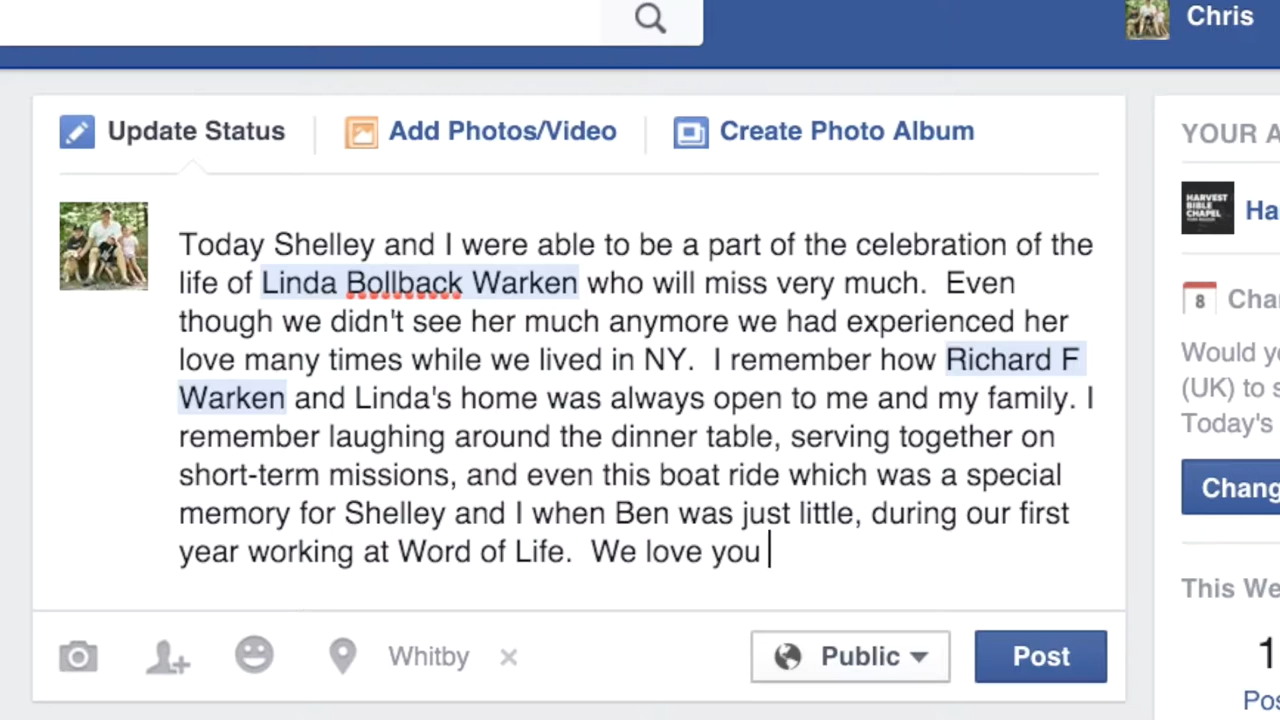 Chris
Update Status
Add Photos/Video
Create Photo Album
Today Shelley and I were able to be a part of the celebration of the
life of Linda Bollback Warken who will miss very much.  Even
though we didn't see her much anymore we had experienced her
love many times while we lived in NY.  I remember how Richard F
Warken and Linda's home was always open to me and my family. I
remember laughing around the dinner table, serving together on
short-term missions, and even this boat ride which was a special
memory for Shelley and I when Ben was just little, during our first
year working at Word of Life.  We love you
Whitby
Public
Post
YOUR A
HARVEST
BIBLE
CHAPEL
Ha
8
Cha
Would yo
(UK) to s
Today's
Chang
This We
1
Pos